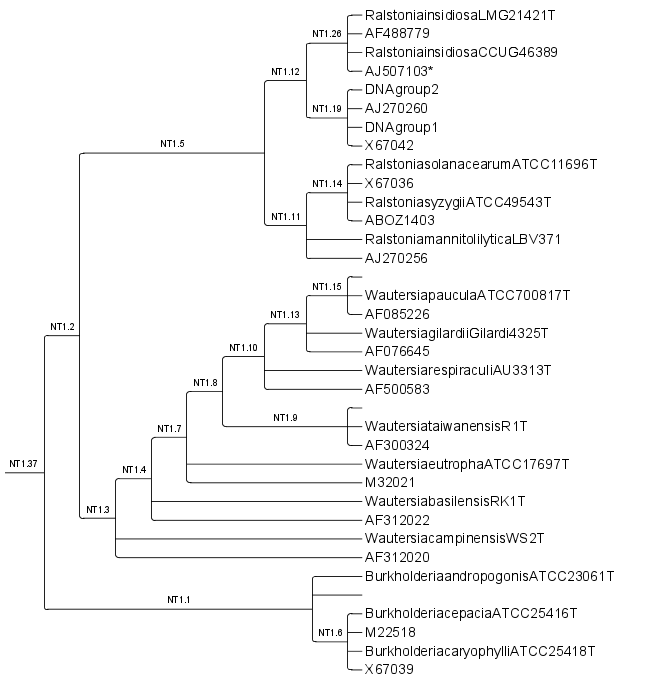 RalstoniainsidiosaLMG21421T
NT1.26
AF488779
RalstoniainsidiosaCCUG46389
NT1.12
AJ507103*
DNAgroup2
NT1.19
AJ270260
DNAgroup1
NT1.5
X67042
RalstoniasolanacearumATCC11696T
NT1.14
X67036
RalstoniasyzygiiATCC49543T
NT1.11
ABOZ1403
RalstoniamannitolilyticaLBV371
AJ270256
NT1.15
WautersiapauculaATCC700817T
NT1.13
AF085226
NT1.2
WautersiagilardiiGilardi4325T
NT1.10
AF076645
WautersiarespiraculiAU3313T
NT1.8
AF500583
NT1.9
WautersiataiwanensisR1T
NT1.7
AF300324
NT1.37
WautersiaeutrophaATCC17697T
NT1.4
M32021
WautersiabasilensisRK1T
NT1.3
AF312022
WautersiacampinensisWS2T
AF312020
BurkholderiaandropogonisATCC23061T
NT1.1
BurkholderiacepaciaATCC25416T
NT1.6
M22518
BurkholderiacaryophylliATCC25418T
X67039